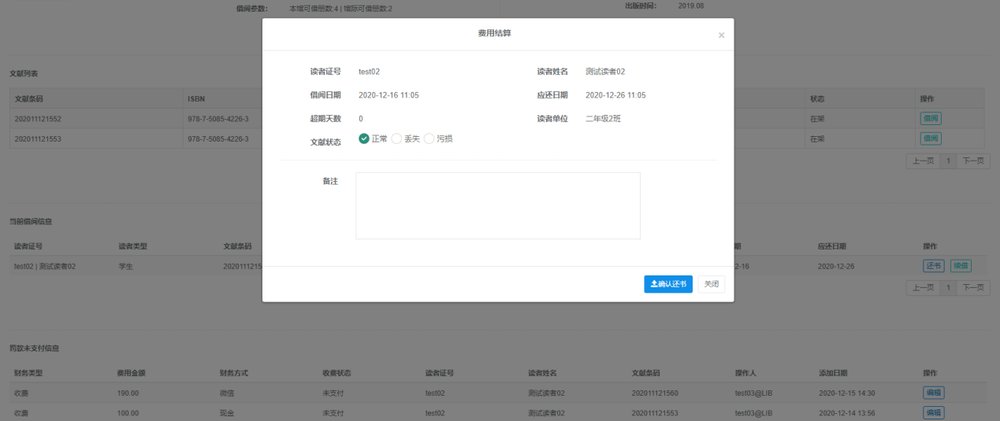 借阅参数: 本馆可借册数:4 | 馆际可借册数:2 出版时间: 2019.08
费用结算 ×
读者证号 test02 读者姓名 测试读者02
借阅日期 2020-12-16 11:05 应还日期 2020-12-26 11:05
超期天数 0 读者单位 二年级2班
文献状态 正常 丢失 污损
备注
确认还书 关闭
文献列表
文献条码 ISBN 状态 操作
202011121552 978-7-5085-4226-3 在架 借阅
202011121553 978-7-5085-4226-3 在架 借阅
上一页 1 下一页
当前借阅信息
读者证号 读者类型 文献条码 期 应还日期 操作
test02 | 测试读者02 学生 2020111215 2-16 2020-12-26 还书 续借
上一页 1 下一页
罚款未支付信息
财务类型 费用金额 财务方式 收费状态 读者证号 读者姓名 文献条码 操作人 添加日期 操作
收费 190.00 微信 未支付 test02 测试读者02 202011121560 test03@LIB 2020-12-15 14:30 编辑
收费 100.00 现金 未支付 test02 测试读者02 202011121553 test03@LIB 2020-12-14 13:56 编辑